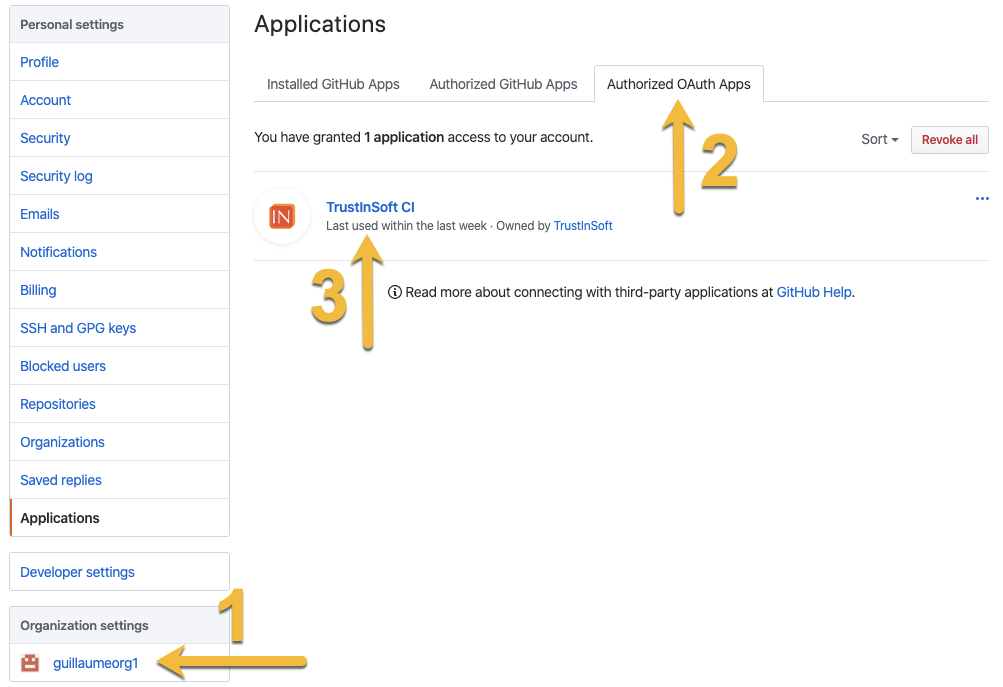 Personal settings
Profile
Account
Security
Security log
Emails
Notifications
Billing
SSH and GPG keys
Blocked users
Repositories
Organizations
Saved replies
Applications
Developer settings
Organization settings
guillaumeorg1
1
Applications
Installed GitHub Apps
Authorized GitHub Apps
Authorized OAuth Apps
You have granted 1 application access to your account.
2
Sort
Revoke all
IN
TrustInSoft CI
Last used within the last week · Owned by TrustInSoft
...
3
Read more about connecting with third-party applications at GitHub Help.